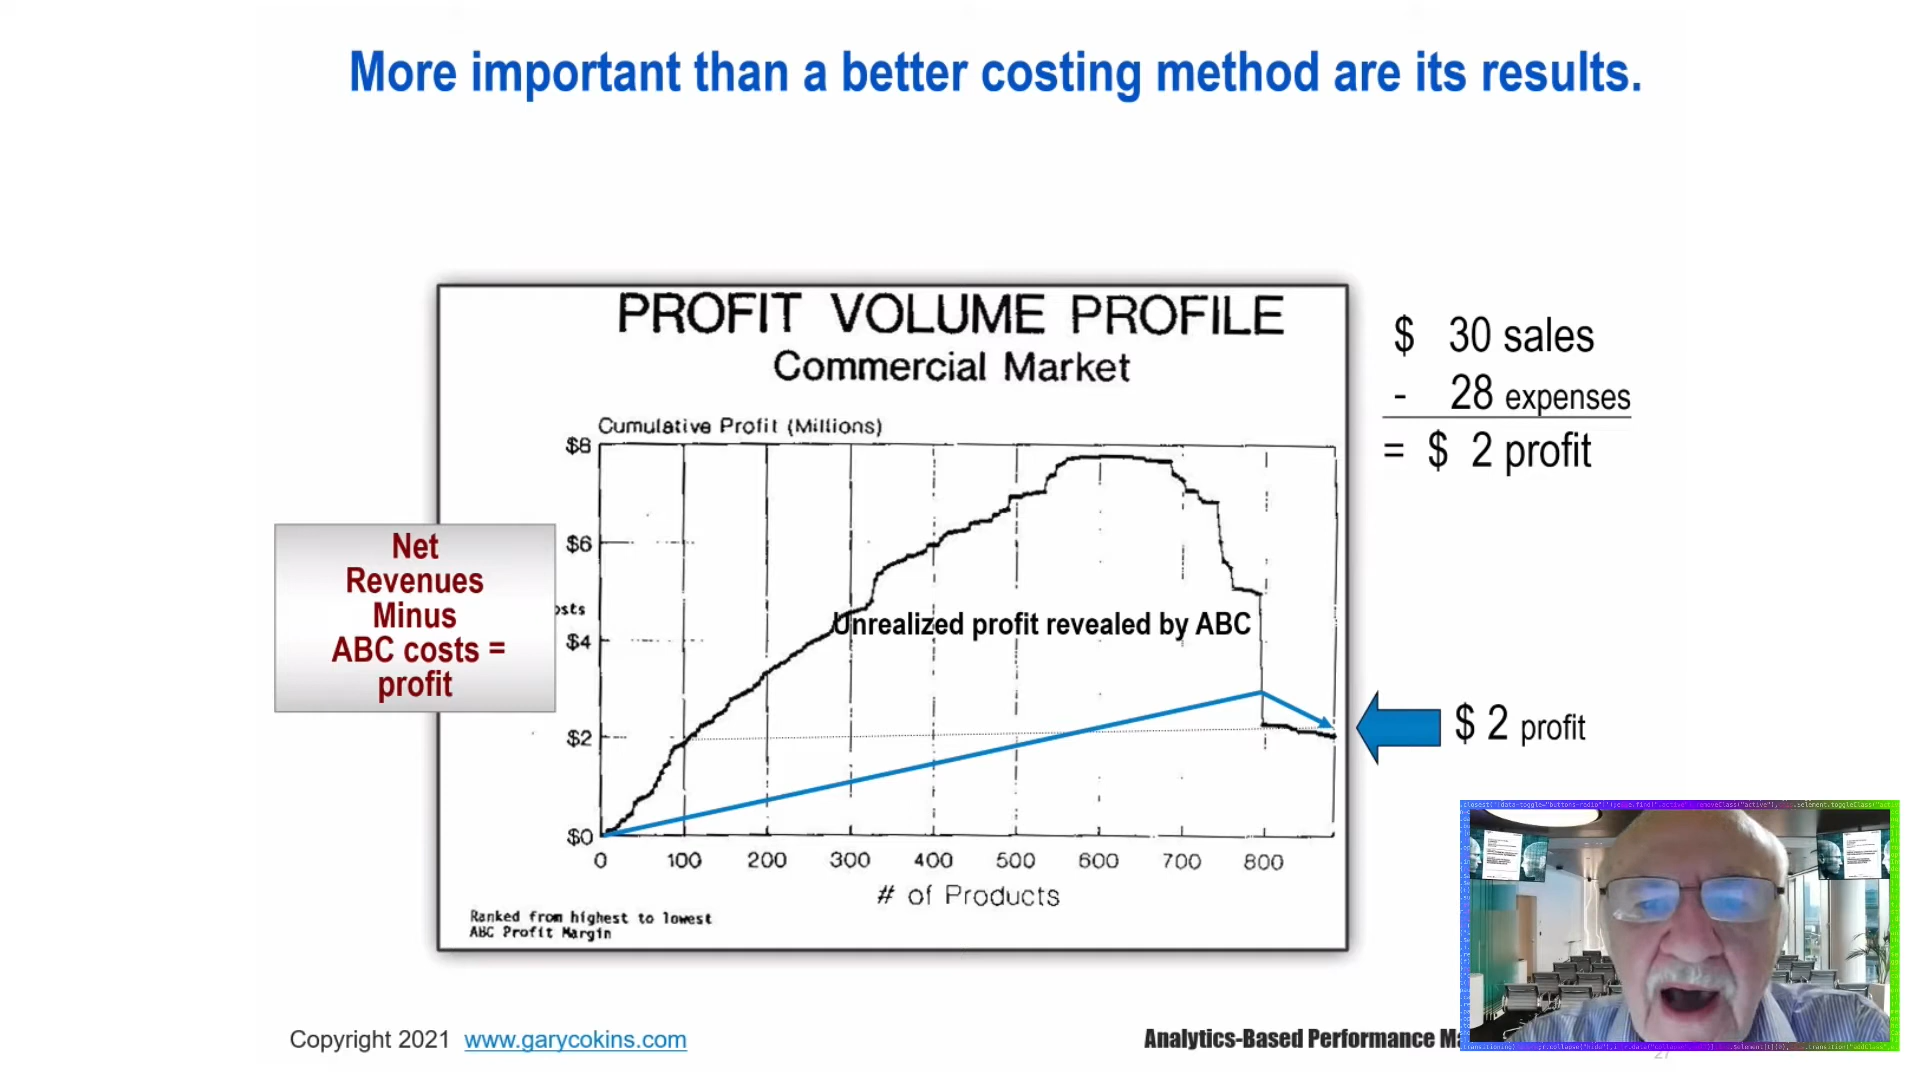 More important than a better costing method are its results.
PROFIT VOLUME PROFILE
Commercial Market
$ 30 sales
- 28 expenses
= $ 2 profit
Cumulative Profit (Millions)
$8
$6
$4
$2
$0
Net
Revenues
Minus
ABC costs =
profit
osts
Unrealized profit revealed by ABC
$ 2 profit
0 100 200 300 400 500 600 700 800
# of Products
Ranked from highest to lowest
ABC Profit Margin
Copyright 2021 www.garycokins.com
Analytics-Based Performance Ma
27